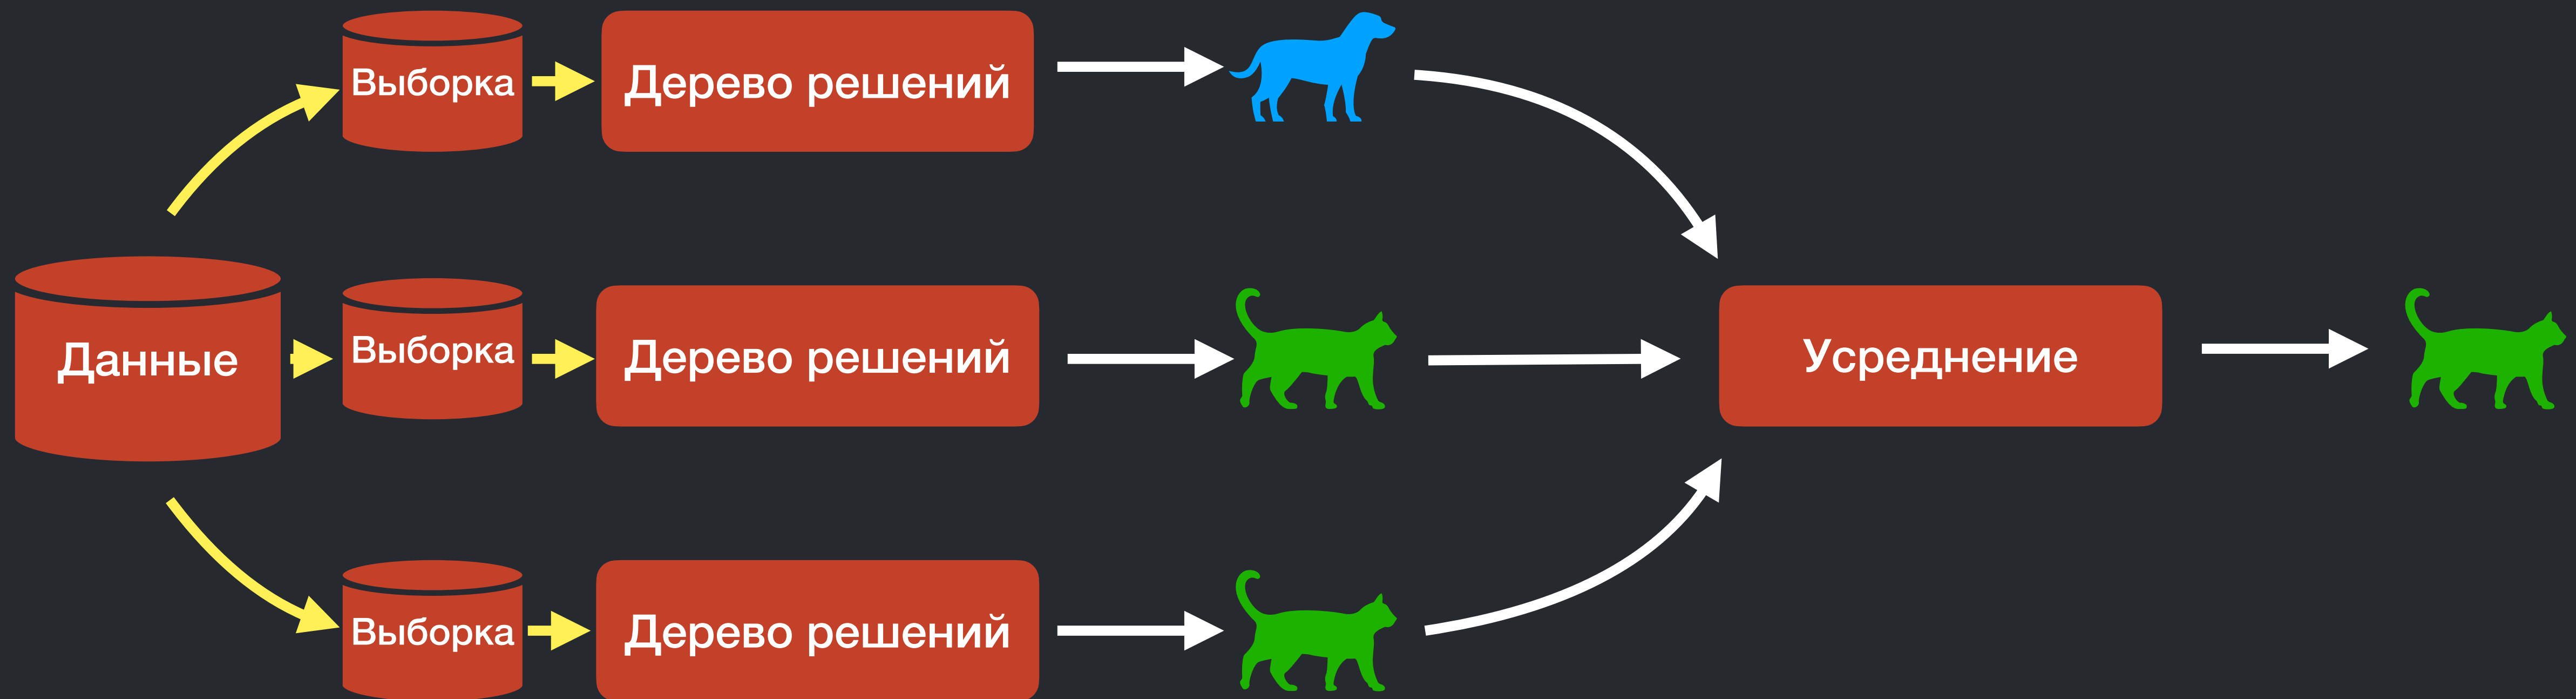 Выборка
Дерево решений
Данные
Выборка
Дерево решений
Усреднение
Выборка
Дерево решений